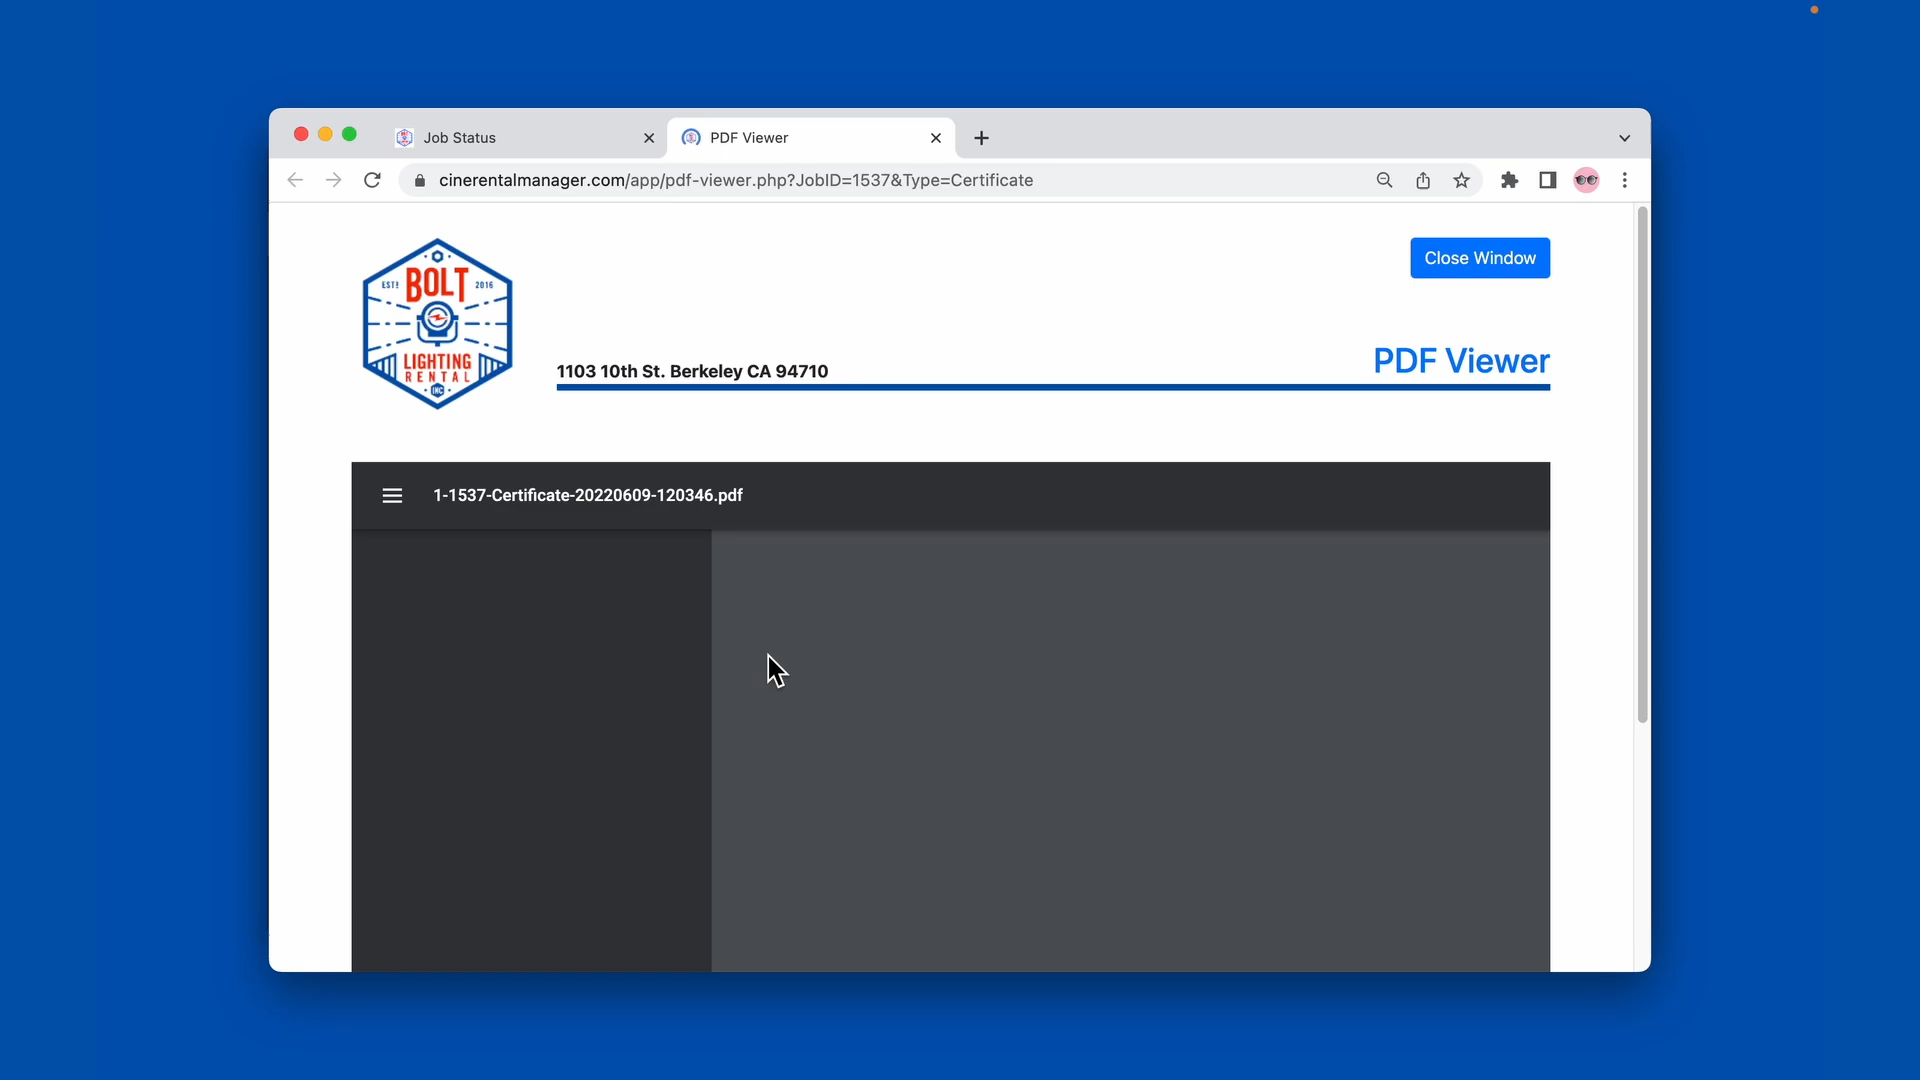 Job Status
PDF Viewer
cinerentalmanager.com/app/pdf-viewer.php?JobID=1537&Type=Certificate
Close Window
EST! BOLT 2016
LIGHTING
RENTAL
INC
1103 10th St. Berkeley CA 94710
PDF Viewer
1-1537-Certificate-20220609-120346.pdf